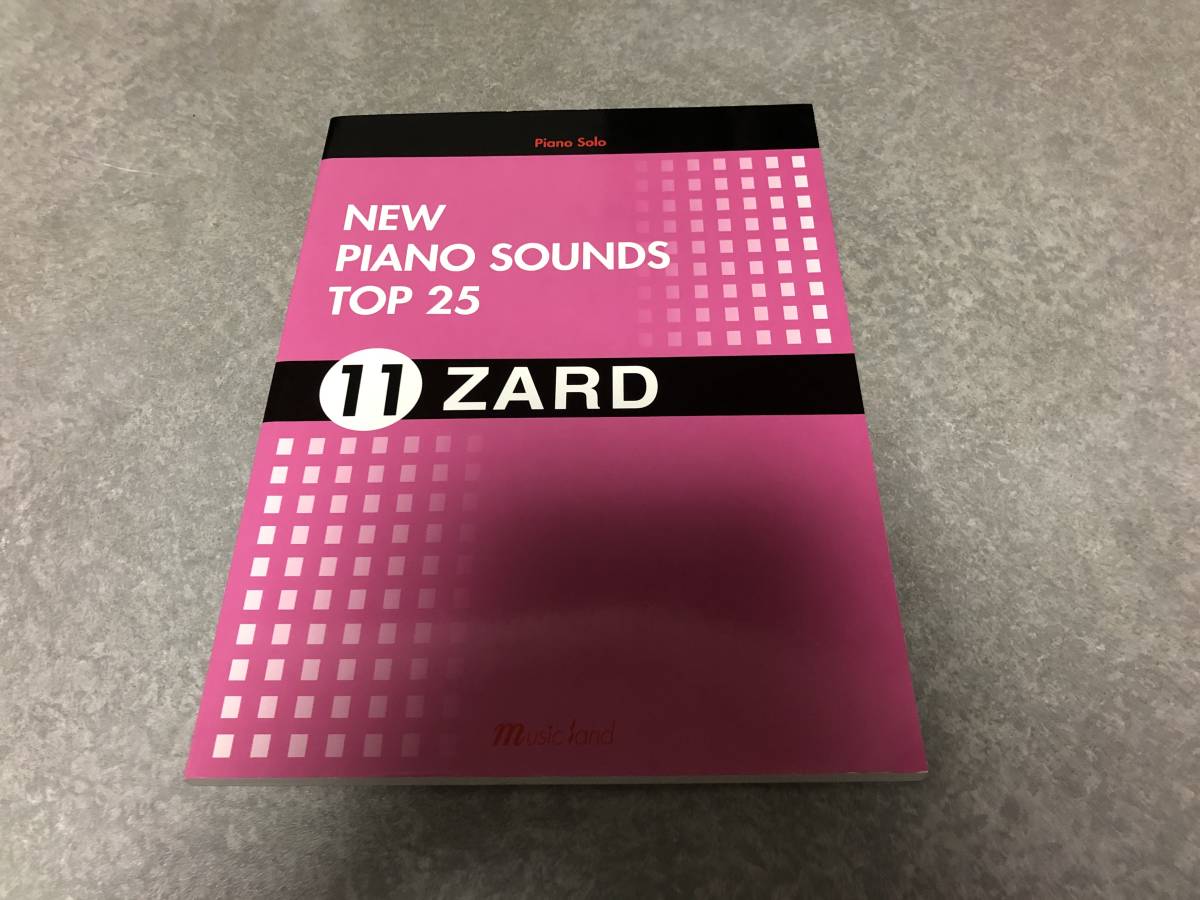 Piano Solo
NEW
PIANO SOUNDS
TOP 25
11 ZARD
music land